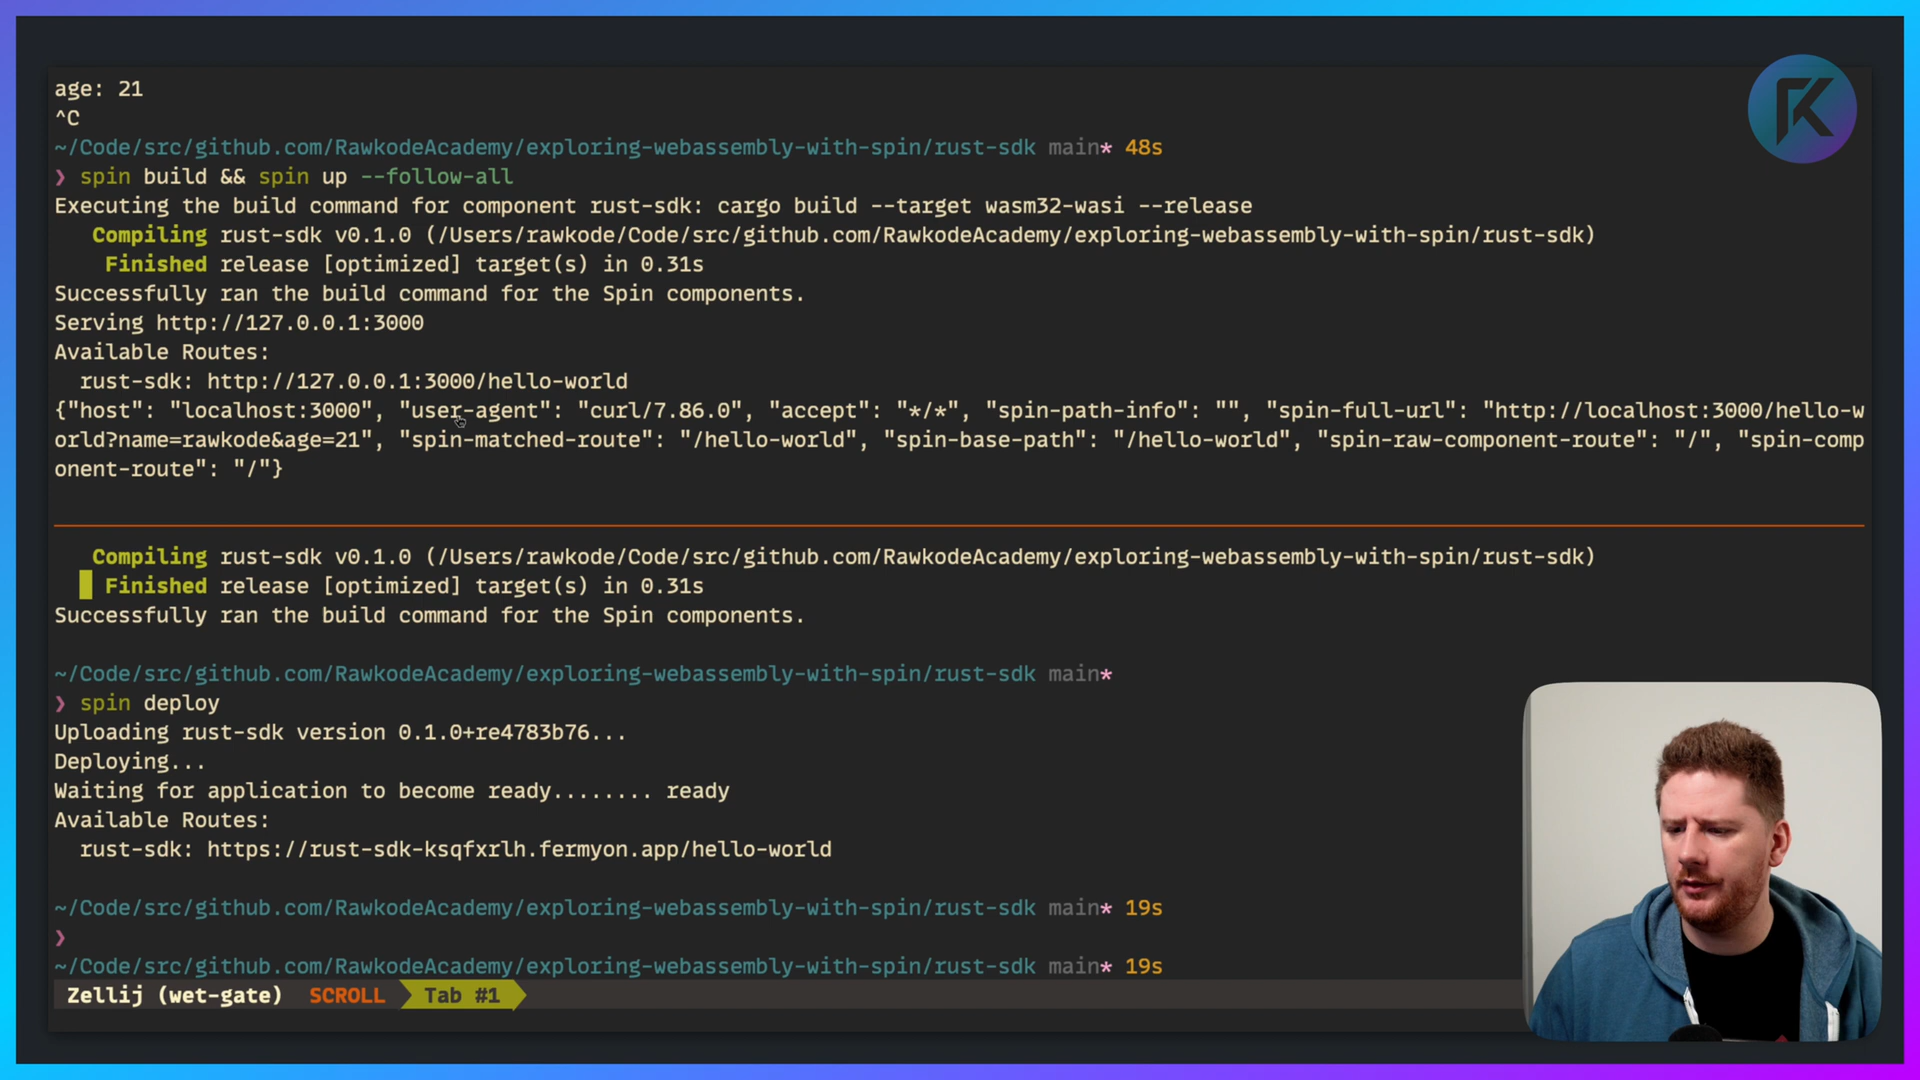 age: 21
^C
~/Code/src/github.com/RawkodeAcademy/exploring-webassembly-with-spin/rust-sdk main* 48s
❯ spin build && spin up --follow-all
Executing the build command for component rust-sdk: cargo build --target wasm32-wasi --release
Compiling rust-sdk v0.1.0 (/Users/rawkode/Code/src/github.com/RawkodeAcademy/exploring-webassembly-with-spin/rust-sdk)
Finished release [optimized] target(s) in 0.31s
Successfully ran the build command for the Spin components.
Serving http://127.0.0.1:3000
Available Routes:
rust-sdk: http://127.0.0.1:3000/hello-world
{"host": "localhost:3000", "user-agent": "curl/7.86.0", "accept": "*/*", "spin-path-info": "", "spin-full-url": "http://localhost:3000/hello-w
orld?name=rawkode&age=21", "spin-matched-route": "/hello-world", "spin-base-path": "/hello-world", "spin-raw-component-route": "/", "spin-comp
onent-route": "/"}
Compiling rust-sdk v0.1.0 (/Users/rawkode/Code/src/github.com/RawkodeAcademy/exploring-webassembly-with-spin/rust-sdk)
Finished release [optimized] target(s) in 0.31s
Successfully ran the build command for the Spin components.
~/Code/src/github.com/RawkodeAcademy/exploring-webassembly-with-spin/rust-sdk main*
❯ spin deploy
Uploading rust-sdk version 0.1.0+re4783b76...
Deploying...
Waiting for application to become ready........ ready
Available Routes:
rust-sdk: https://rust-sdk-ksqfxrlh.fermyon.app/hello-world
~/Code/src/github.com/RawkodeAcademy/exploring-webassembly-with-spin/rust-sdk main* 19s
❯
~/Code/src/github.com/RawkodeAcademy/exploring-webassembly-with-spin/rust-sdk main* 19s
Zellij (wet-gate) SCROLL Tab #1